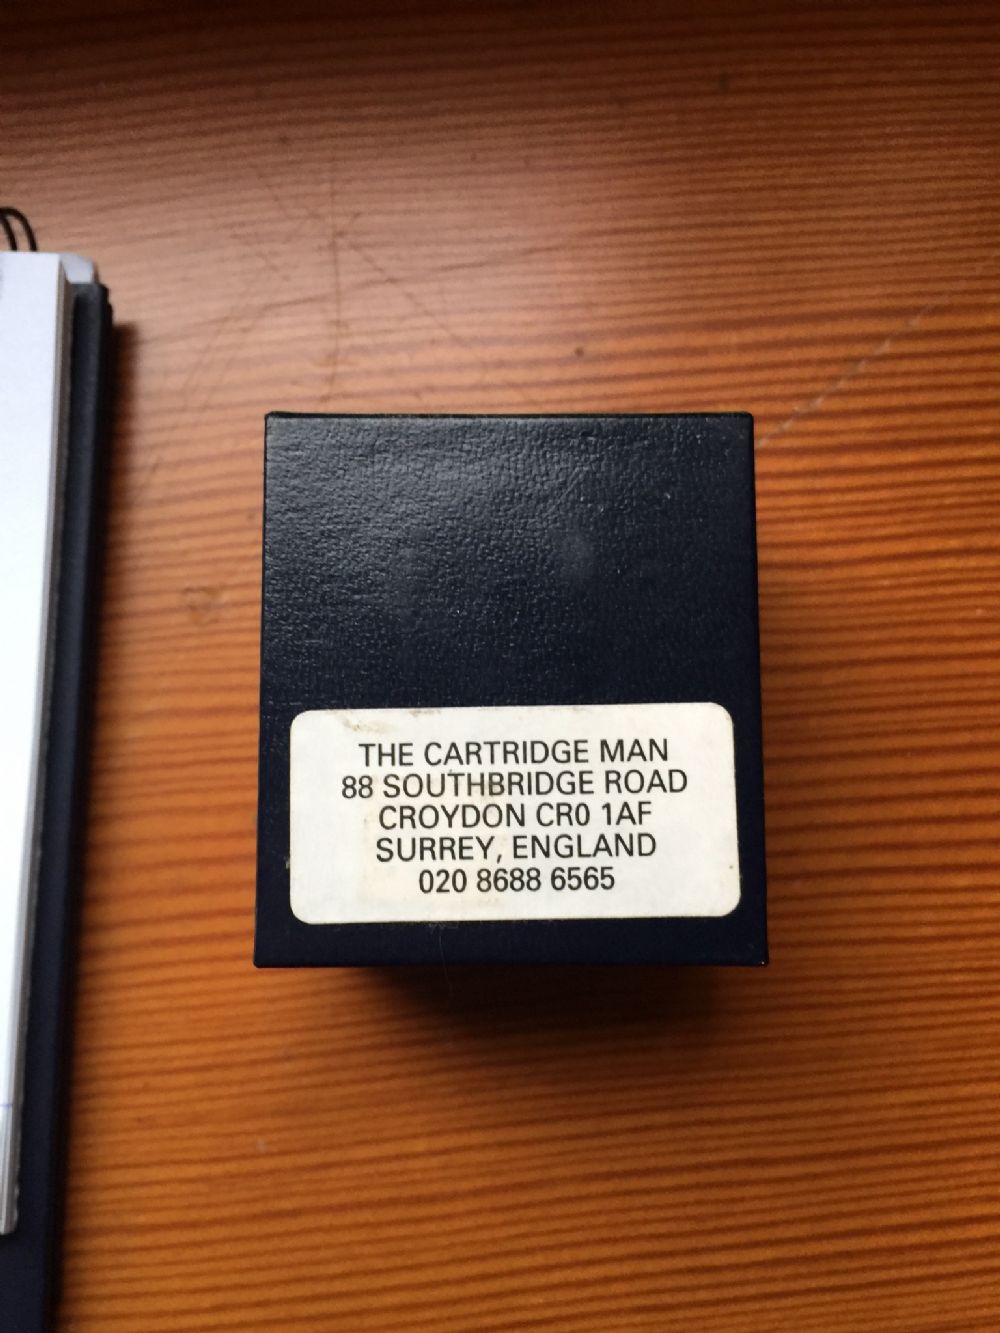 THE CARTRIDGE MAN
88 SOUTHBRIDGE ROAD
CROYDON CR0 1AF
SURREY, ENGLAND
020 8688 6565